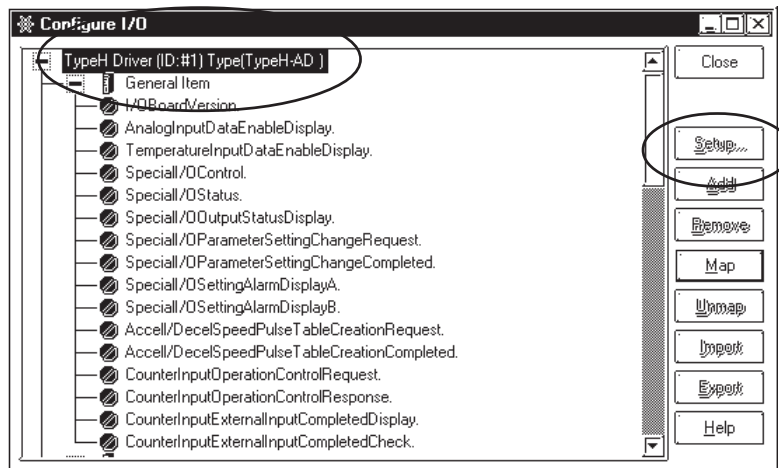 Configure I/O
TypeH Driver (ID:#1) Type(TypeH-AD )
General Item
I/OBoardVersion.
AnalogInputDataEnableDisplay.
TemperatureInputDataEnableDisplay.
SpecialI/OControl.
SpecialI/OStatus.
SpecialI/OOutputStatusDisplay.
SpecialI/OParameterSettingChangeRequest.
SpecialI/OParameterSettingChangeCompleted.
SpecialI/OSettingAlarmDisplayA.
SpecialI/OSettingAlarmDisplayB.
Accell/DecelSpeedPulseTableCreationRequest.
Accell/DecelSpeedPulseTableCreationCompleted.
CounterInputOperationControlRequest.
CounterInputOperationControlResponse.
CounterInputExternalInputCompletedDisplay.
CounterInputExternalInputCompletedCheck.
Close
Setup...
Add
Remove
Map
Unmap
Import
Export
Help